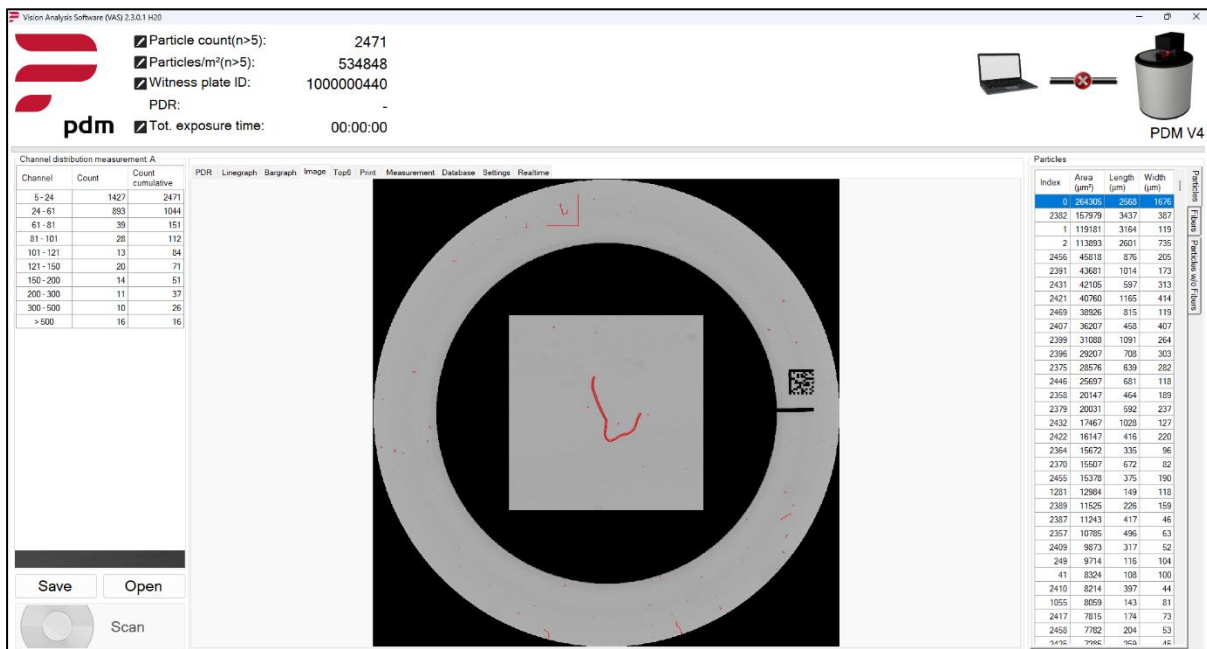 Vision Analysis Software (VAS) 2.3.0.1 H20
Particle count(n>5): 2471
Particles/m²(n>5): 534848
Witness plate ID: 1000000440
PDR: -
Tot. exposure time: 00:00:00
pdm
PDM V4
Channel distribution measurement: A
Channel Count Count cumulative
5 - 24 1427 2471
24 - 61 893 1044
61 - 81 39 151
81 - 101 28 112
101 - 121 13 84
121 - 150 20 71
150 - 200 14 51
200 - 300 11 37
300 - 500 10 26
> 500 16 16
Save Open
Scan
PDR Linegraph Bargraph Image Top6 Print Measurement Database Settings Realtime
Particles
Index Area (µm²) Length (µm) Width (µm)
0 264305 2568 1676
2382 157979 3437 387
1 119181 3164 119
2 113893 2601 735
2456 45818 876 205
2391 43681 1014 173
2431 42105 597 313
2421 40760 1165 414
2469 38926 815 119
2407 36207 458 407
2399 31088 1091 264
2396 29207 708 303
2375 28576 639 282
2446 25697 681 118
2358 20147 464 189
2379 20031 592 237
2432 17467 1028 127
2422 16147 416 220
2364 15672 335 96
2370 15507 672 82
2455 15378 375 190
1281 12984 149 118
2389 11525 226 159
2387 11243 417 46
2357 10785 496 63
2409 9873 317 52
249 9714 116 104
41 8324 108 100
2410 8214 397 44
1055 8059 143 81
2417 7815 174 73
2458 7782 204 53
Particles
Fibers
Particles w/o Fibers